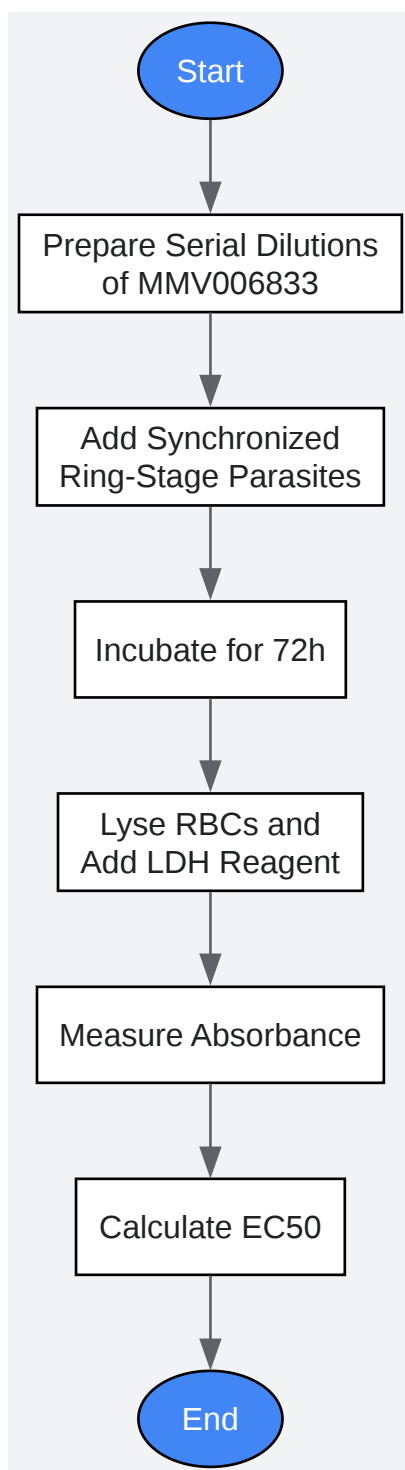 Start
Prepare Serial Dilutions
of MMV006833
Add Synchronized
Ring-Stage Parasites
Incubate for 72h
Lyse RBCs and
Add LDH Reagent
Measure Absorbance
Calculate EC50
End